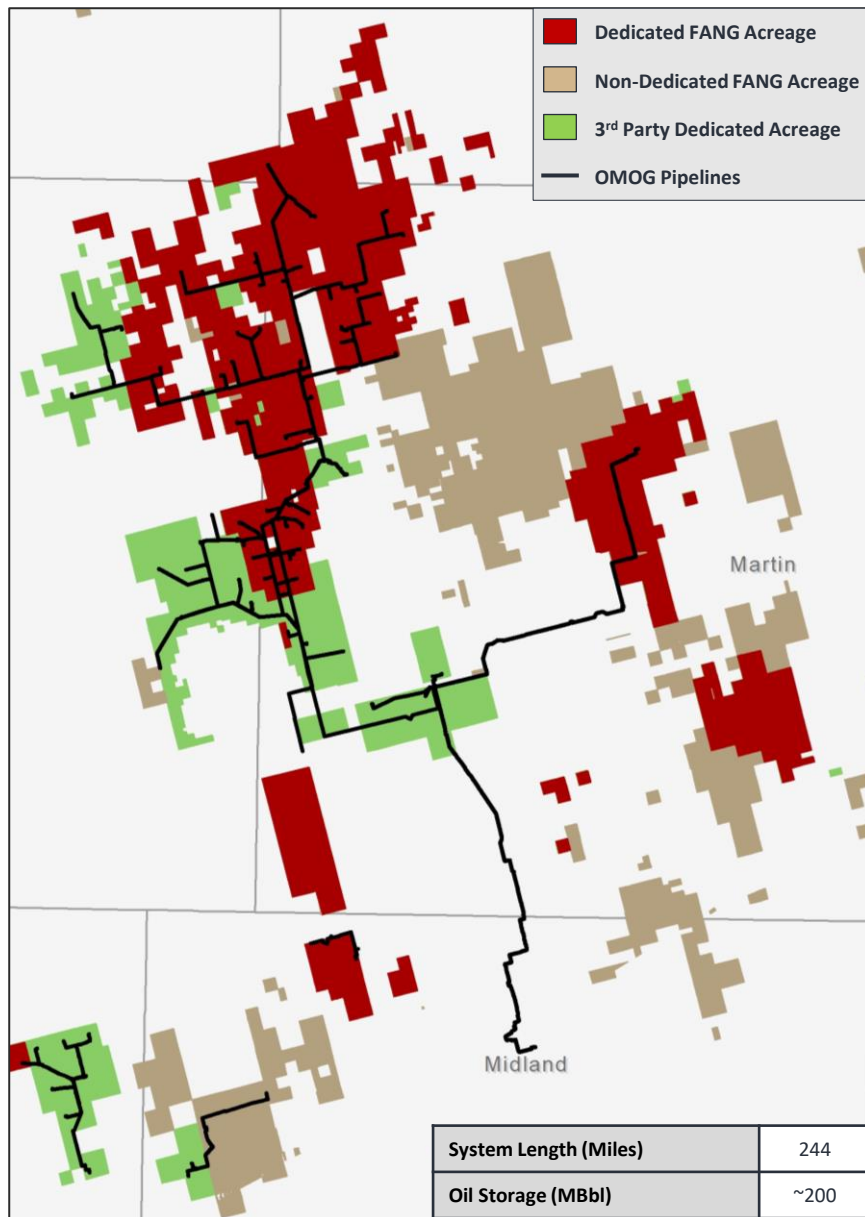 Dedicated FANG Acreage
Non-Dedicated FANG Acreage
3rd Party Dedicated Acreage
OMOG Pipelines
Martin
Midland
System Length (Miles) 244
Oil Storage (MBbl) ~200